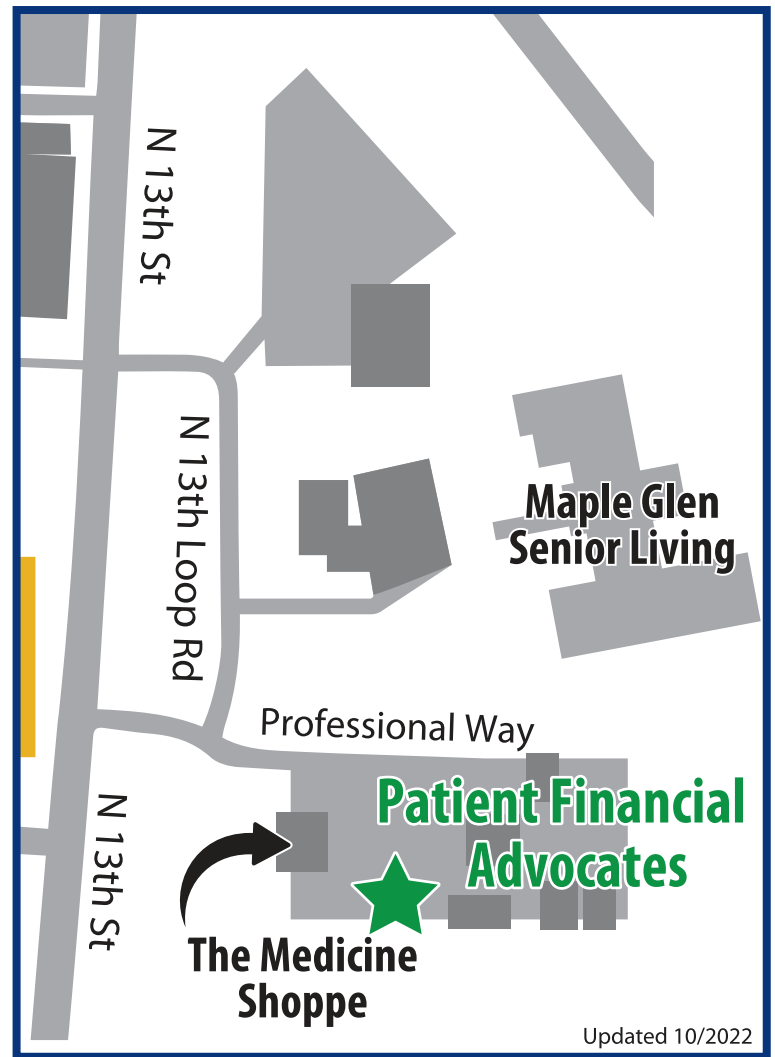 N 13th St
N 13th Loop Rd
Maple Glen
Senior Living
Professional Way
Patient Financial
Advocates
N 13th St
The Medicine
Shoppe
Updated 10/2022